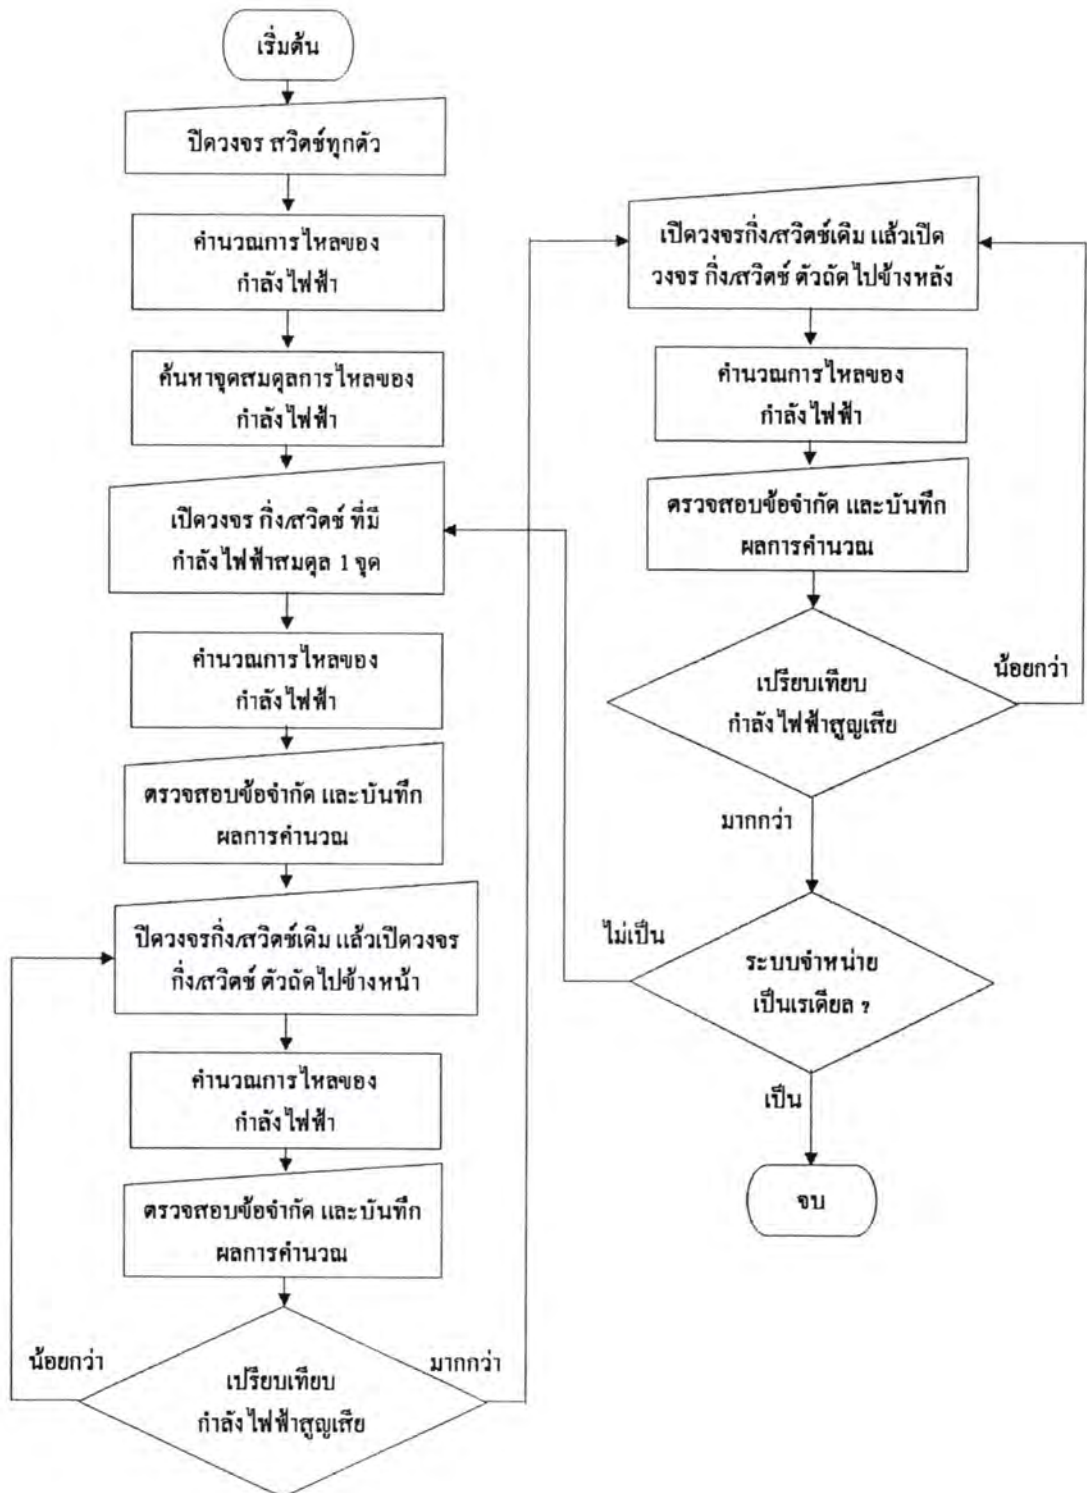 เริ่มต้น
ปิดวงจร สวิตช์ทุกตัว
คำนวณการไหลของ
กำลังไฟฟ้า
ค้นหาจุดสมดุลการไหลของ
กำลังไฟฟ้า
เปิดวงจร กิ่ง/สวิตช์ ที่มี
กำลังไฟฟ้าสมดุล 1 จุด
คำนวณการไหลของ
กำลังไฟฟ้า
ตรวจสอบข้อจำกัด และบันทึก
ผลการคำนวณ
ปิดวงจรกิ่ง/สวิตช์เดิม แล้วเปิดวงจร
กิ่ง/สวิตช์ ตัวถัดไปข้างหน้า
คำนวณการไหลของ
กำลังไฟฟ้า
ตรวจสอบข้อจำกัด และบันทึก
ผลการคำนวณ
น้อยกว่า
มากกว่า
เปรียบเทียบ
กำลังไฟฟ้าสูญเสีย
เปิดวงจรกิ่ง/สวิตช์เดิม แล้วเปิด
วงจร กิ่ง/สวิตช์ ตัวถัดไปข้างหลัง
คำนวณการไหลของ
กำลังไฟฟ้า
ตรวจสอบข้อจำกัด และบันทึก
ผลการคำนวณ
น้อยกว่า
เปรียบเทียบ
กำลังไฟฟ้าสูญเสีย
มากกว่า
ไม่เป็น
ระบบจำหน่าย
เป็นเรเดียล ?
เป็น
จบ